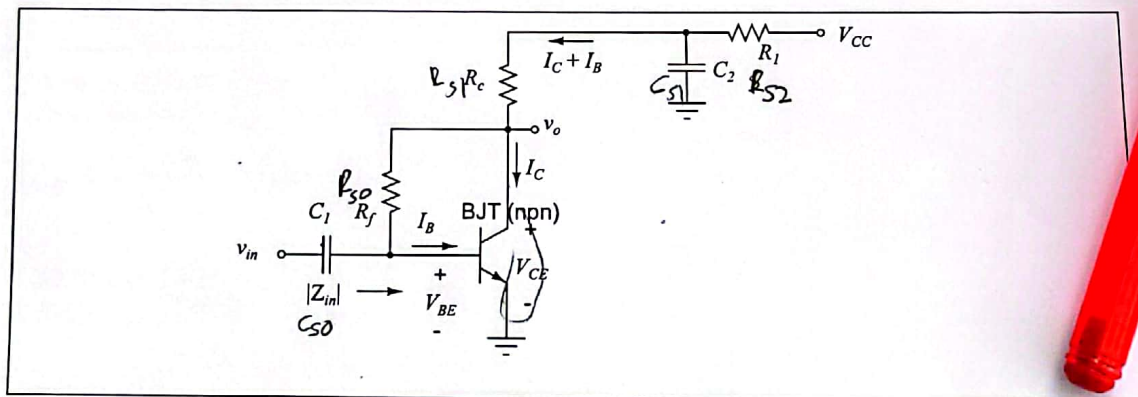 V_CC
I_C + I_B
R_1
C_2
C_S1
R_S2
R_S1 R_c
v_o
I_C
R_S0
C_1
R_f
I_B
BJT (npn)
+
v_in
+
V_CE
|Z_in|
V_BE
-
C_S0
-